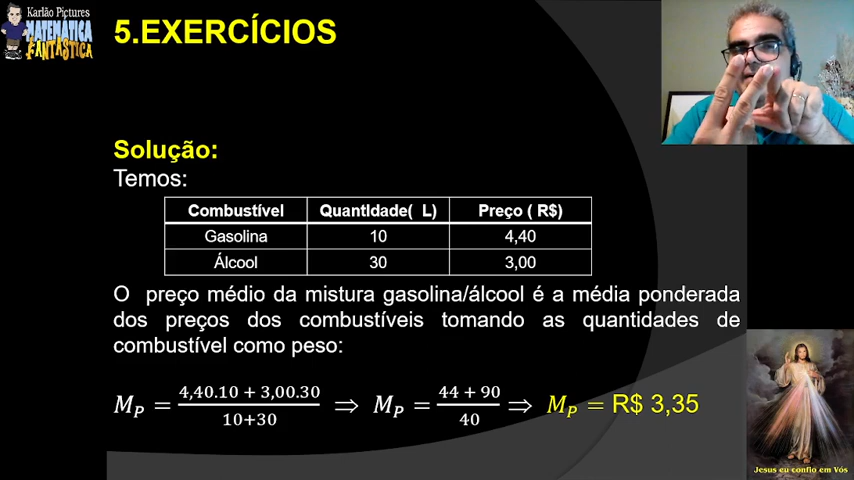 Karlão Pictures
MATEMÁTICA
FANTÁSTICA
5.EXERCÍCIOS
Solução:
Temos:
Combustível Quantidade( L) Preço ( R$)
Gasolina 10 4,40
Álcool 30 3,00
O preço médio da mistura gasolina/álcool é a média ponderada
dos preços dos combustíveis tomando as quantidades de
combustível como peso:
M_P = (4,40.10 + 3,00.30)/(10+30) ⟹ M_P = (44 + 90)/40 ⟹ M_P = R$ 3,35
Jesus eu confio em Vós